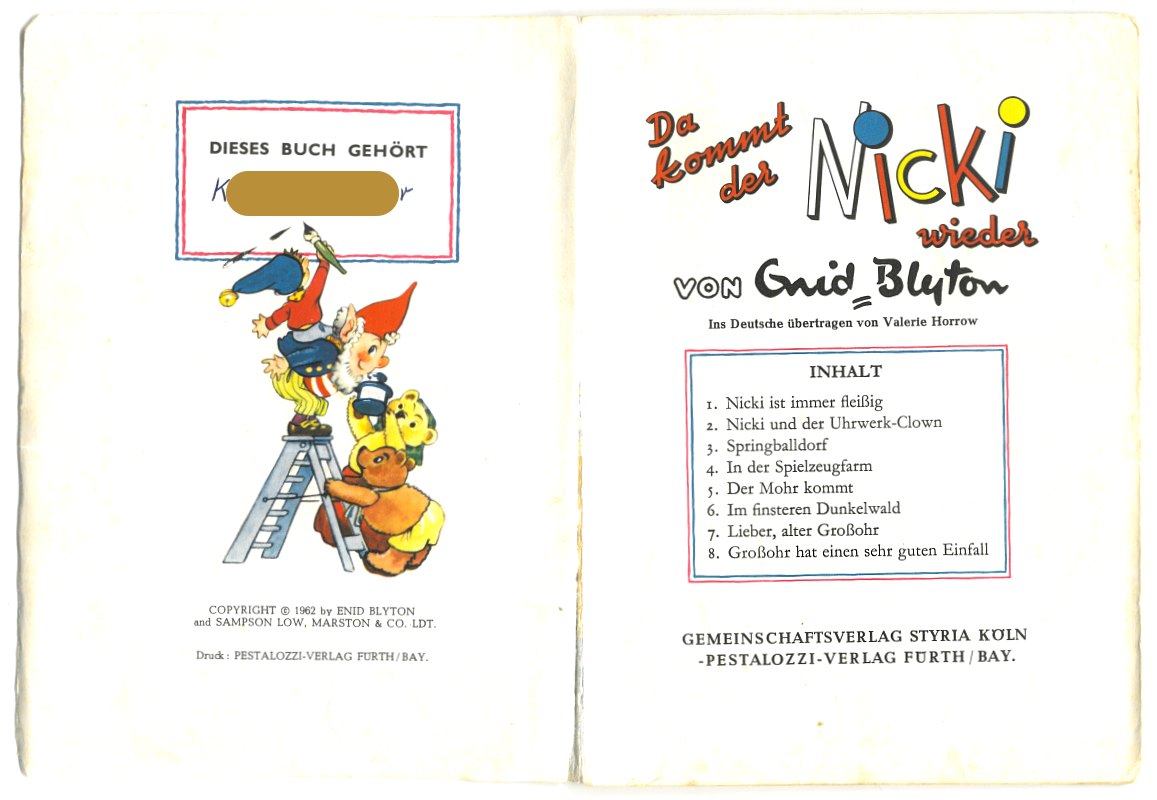 DIESES BUCH GEHÖRT
COPYRIGHT © 1962 by ENID BLYTON
and SAMPSON LOW, MARSTON & CO. LDT.
Druck: PESTALOZZI-VERLAG FÜRTH/BAY.
Da
kommt
der Nicki
wieder
VON Enid Blyton
Ins Deutsche übertragen von Valerie Horrow
INHALT
1. Nicki ist immer fleißig
2. Nicki und der Uhrwerk-Clown
3. Springballdorf
4. In der Spielzeugfarm
5. Der Mohr kommt
6. Im finsteren Dunkelwald
7. Lieber, alter Großohr
8. Großohr hat einen sehr guten Einfall
GEMEINSCHAFTSVERLAG STYRIA KÖLN
-PESTALOZZI-VERLAG FÜRTH/BAY.